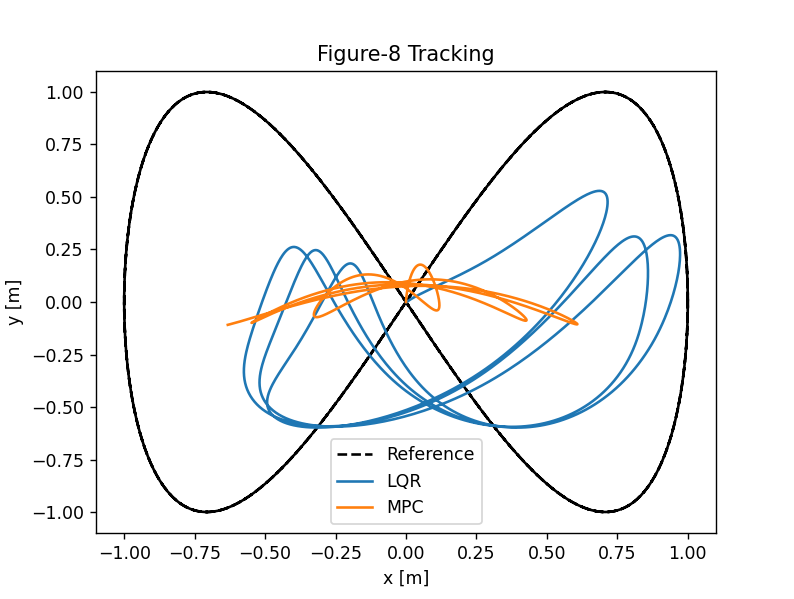 Figure-8 Tracking
1.00
0.75
0.50
0.25
0.00
−0.25
−0.50
−0.75
−1.00
y [m]
Reference
LQR
MPC
−1.00 −0.75 −0.50 −0.25 0.00 0.25 0.50 0.75 1.00
x [m]